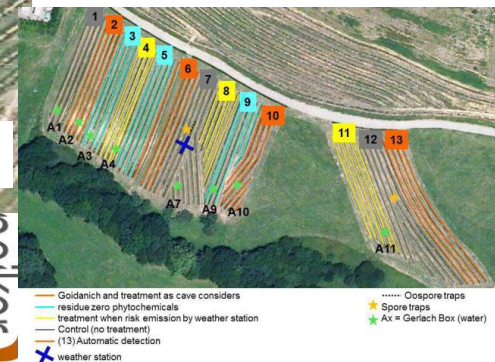 1
2
3
4
5
6
7
8
9
10
11
12
13
A1
A2
A3
A4
A7
A9
A10
A11
Goidanich and treatment as cave considers
residue zero phytochemicals
treatment when risk emission by weather station
Control (no treatment)
(13) Automatic detection
weather station
Oospore traps
Spore traps
Ax = Gerlach Box (water)